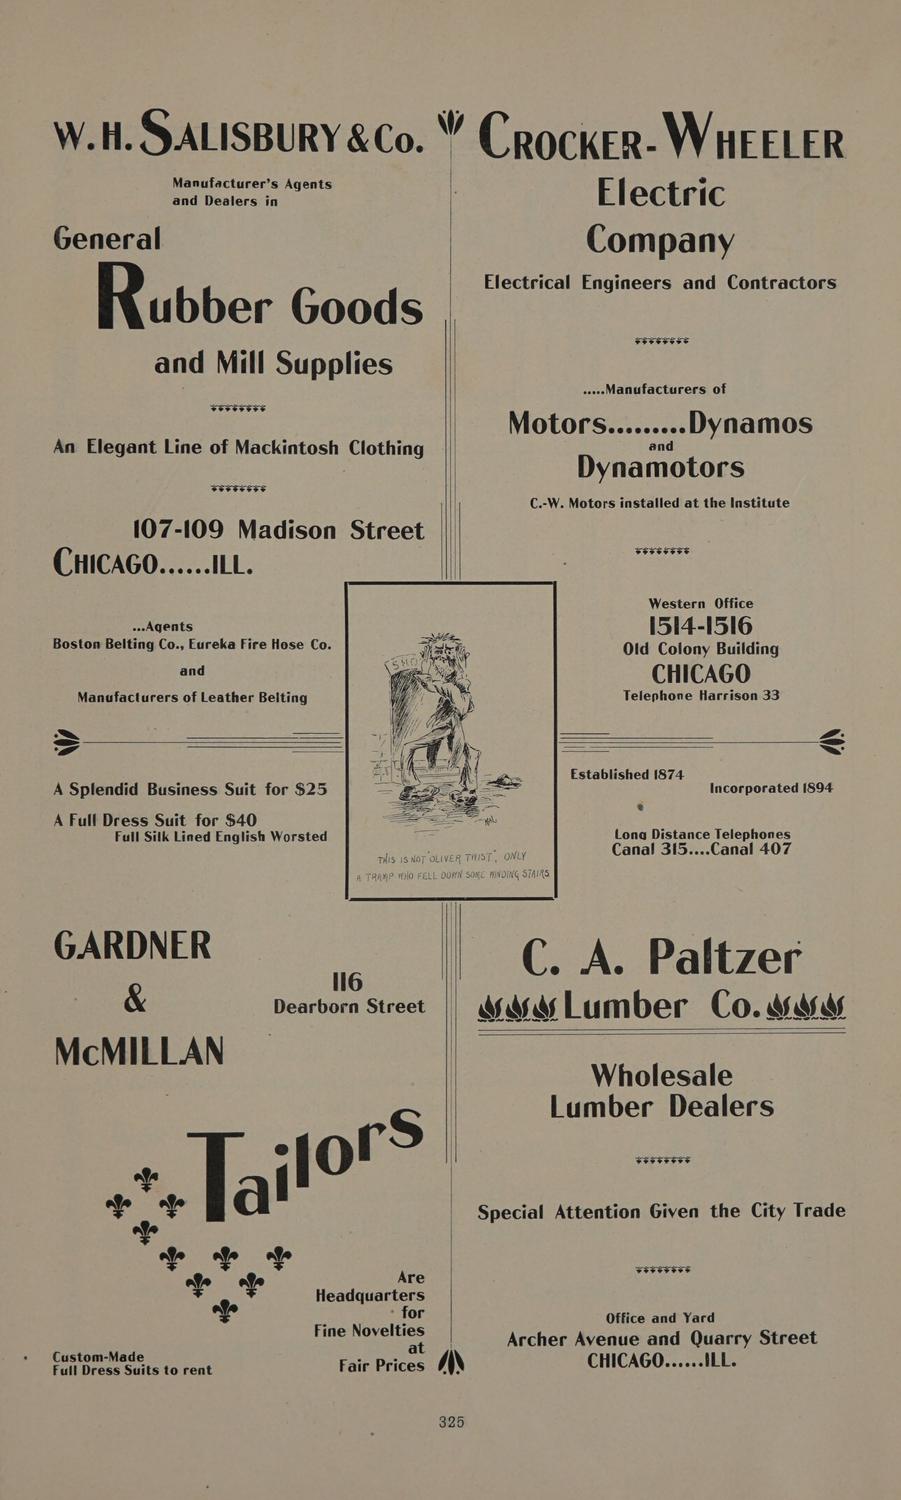 W. H. SALISBURY & Co.
Manufacturer's Agents
and Dealers in
General
Rubber Goods
and Mill Supplies
An Elegant Line of Mackintosh Clothing
107-109 Madison Street
CHICAGO......ILL.
...Agents
Boston Belting Co., Eureka Fire Hose Co.
and
Manufacturers of Leather Belting
CROCKER-WHEELER
Electric
Company
Electrical Engineers and Contractors
.....Manufacturers of
Motors.........Dynamos
and
Dynamotors
C.-W. Motors installed at the Institute
Western Office
1514-1516
Old Colony Building
CHICAGO
Telephone Harrison 33
SHO
THIS IS NOT "OLIVER TWIST", ONLY
A TRAMP WHO FELL DOWN SOME WINDING STAIRS
A Splendid Business Suit for $25
A Full Dress Suit for $40
Full Silk Lined English Worsted
GARDNER
&
McMILLAN
116
Dearborn Street
Tailors
Are
Headquarters
for
Fine Novelties
at
Fair Prices
Custom-Made
Full Dress Suits to rent
Established 1874
Incorporated 1894
Long Distance Telephones
Canal 315....Canal 407
C. A. Paltzer
Lumber Co.
Wholesale
Lumber Dealers
Special Attention Given the City Trade
Office and Yard
Archer Avenue and Quarry Street
CHICAGO......ILL.
325